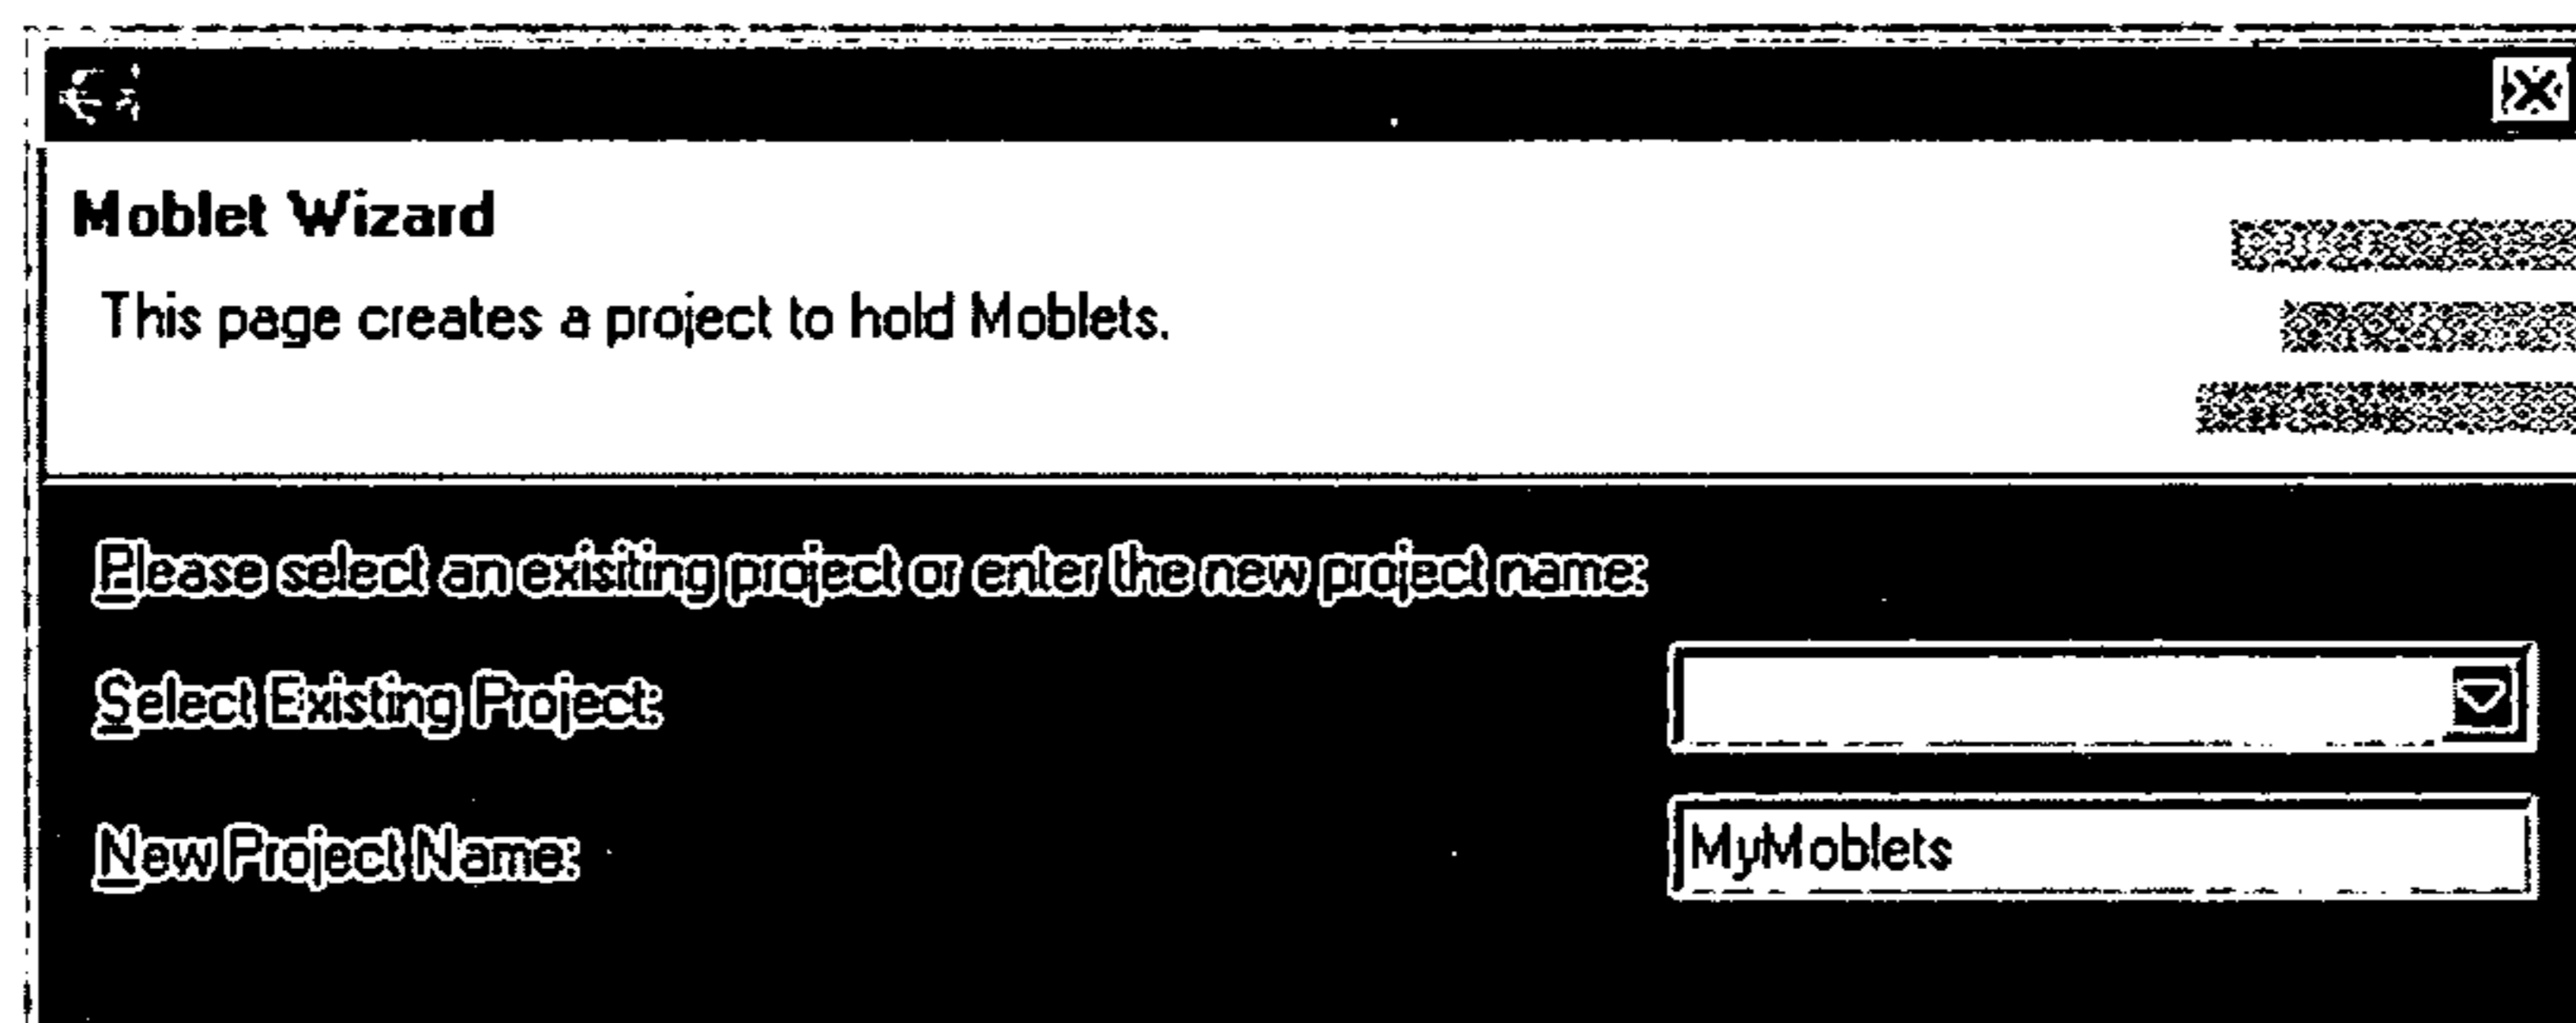 Moblet Wizard
This page creates a project to hold Moblets.
Please select an exisiting project or enter the new project name:
Select Existing Project:
New Project Name:
MyMoblets